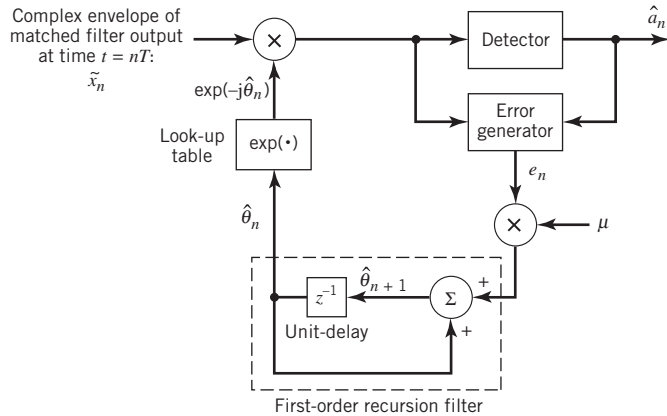 Complex envelope of
matched filter output
at time t = nT:
x̃ₙ
×
Detector
âₙ
exp(–jθ̂ₙ)
Error
generator
Look-up
table
exp(•)
eₙ
θ̂ₙ
×
μ
θ̂ₙ ₊ ₁
z⁻¹
Σ
+
+
Unit-delay
First-order recursion filter